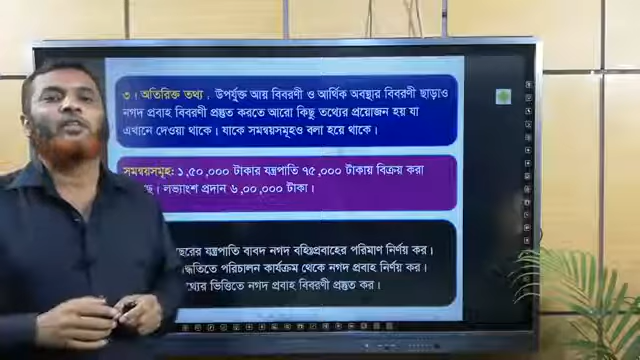 ৩। অতিরিক্ত তথ্য . উপর্যুক্ত আয় বিবরণী ও আর্থিক অবস্থার বিবরণী ছাড়াও
নগদ প্রবাহ বিবরণী প্রস্তুত করতে আরো কিছু তথ্যের প্রয়োজন হয় যা
এখানে দেওয়া থাকে। যাকে সমন্বয়সমূহও বলা হয়ে থাকে।
সমন্বয়সমূহ: ১,৫০,০০০ টাকার যন্ত্রপাতি ৭৫,০০০ টাকায় বিক্রয় করা
লভ্যাংশ প্রদান ৬,০০,০০০ টাকা।
যন্ত্রপাতি বাবদ নগদ বহিঃপ্রবাহের পরিমাণ নির্ণয় কর।
পরিচালন কার্যক্রম থেকে নগদ প্রবাহ নির্ণয় কর।
ভিত্তিতে নগদ প্রবাহ বিবরণী প্রস্তুত কর।